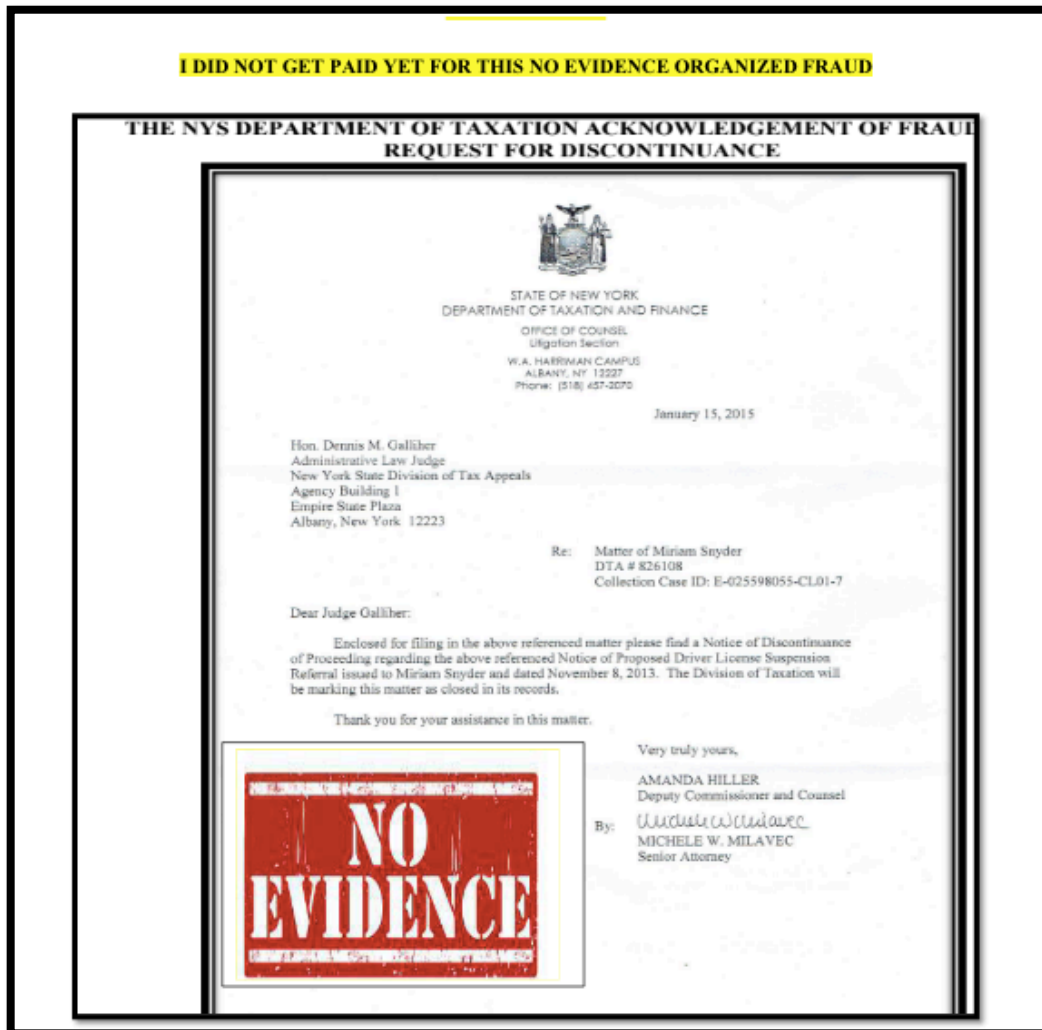 I DID NOT GET PAID YET FOR THIS NO EVIDENCE ORGANIZED FRAUD
THE NYS DEPARTMENT OF TAXATION ACKNOWLEDGEMENT OF FRAUD
REQUEST FOR DISCONTINUANCE
STATE OF NEW YORK
DEPARTMENT OF TAXATION AND FINANCE
OFFICE OF COUNSEL
Litigation Section
W.A. HARRIMAN CAMPUS
ALBANY, NY 12227
Phone: (518) 457-2070
January 15, 2015
Hon. Dennis M. Galliher
Administrative Law Judge
New York State Division of Tax Appeals
Agency Building 1
Empire State Plaza
Albany, New York 12223
Re: Matter of Miriam Snyder
DTA # 826108
Collection Case ID: E-025598055-CL01-7
Dear Judge Galliher:
Enclosed for filing in the above referenced matter please find a Notice of Discontinuance
of Proceeding regarding the above referenced Notice of Proposed Driver License Suspension
Referral issued to Miriam Snyder and dated November 8, 2013. The Division of Taxation will
be marking this matter as closed in its records.
Thank you for your assistance in this matter.
Very truly yours,
AMANDA HILLER
Deputy Commissioner and Counsel
By: Michele W Milavec
MICHELE W. MILAVEC
Senior Attorney
NO
EVIDENCE